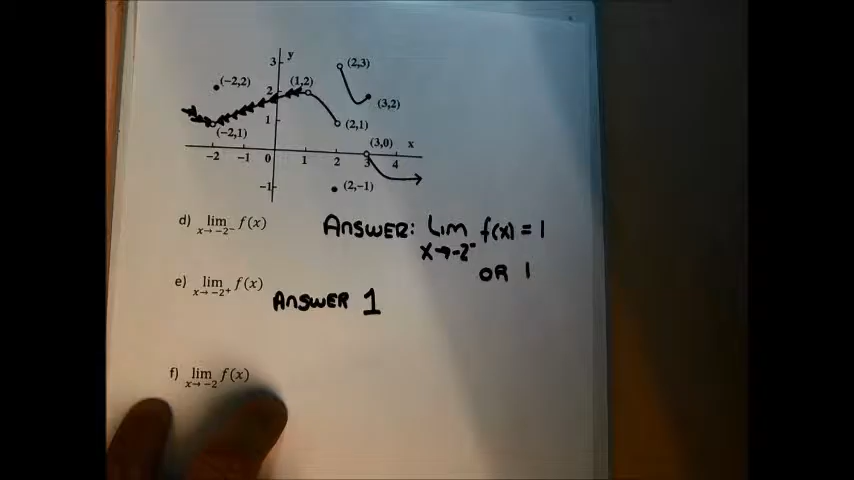 y
3
(2,3)
(-2,2)
2
(1,2)
(3,2)
1
(2,1)
(-2,1)
(3,0)
x
-2 -1 0 1 2 3 4
-1
(2,-1)
d) lim f(x)
x→-2⁻
ANSWER: LIM f(x) = 1
X→-2⁻
OR 1
e) lim f(x)
x→-2⁺
ANSWER 1
f) lim f(x)
x→-2